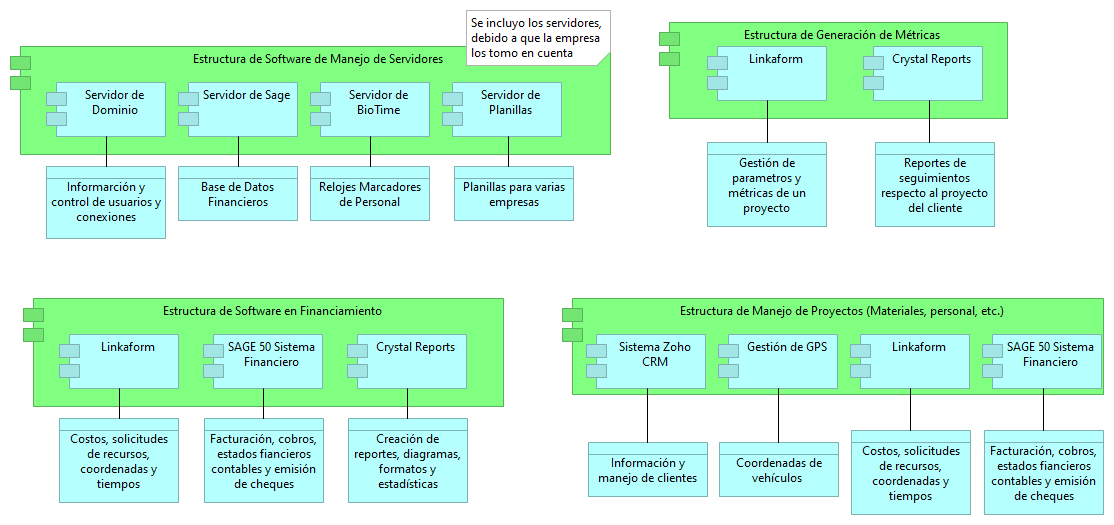 Se incluyo los servidores,
debido a que la empresa
los tomo en cuenta
Estructura de Software de Manejo de Servidores
Servidor de
Dominio
Servidor de Sage
Servidor de
BioTime
Servidor de
Planillas
Informarción y
control de usuarios y
conexiones
Base de Datos
Financieros
Relojes Marcadores
de Personal
Planillas para varias
empresas
Estructura de Generación de Métricas
Linkaform
Crystal Reports
Gestión de
parametros y
métricas de un
proyecto
Reportes de
seguimientos
respecto al proyecto
del cliente
Estructura de Software en Financiamiento
Linkaform
SAGE 50 Sistema
Financiero
Crystal Reports
Costos, solicitudes
de recursos,
coordenadas y
tiempos
Facturación, cobros,
estados fiancieros
contables y emisión
de cheques
Creación de
reportes, diagramas,
formatos y
estadísticas
Estructura de Manejo de Proyectos (Materiales, personal, etc.)
Sistema Zoho
CRM
Gestión de GPS
Linkaform
SAGE 50 Sistema
Financiero
Información y
manejo de clientes
Coordenadas de
vehículos
Costos, solicitudes
de recursos,
coordenadas y
tiempos
Facturación, cobros,
estados fiancieros
contables y emisión
de cheques